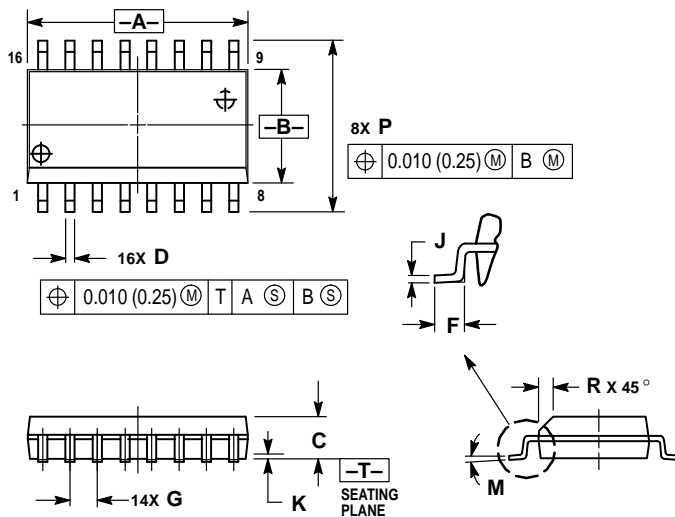 –A–
16 9
–B–
8X P
⌖ 0.010 (0.25) Ⓜ B Ⓜ
1 8
16X D
J
⌖ 0.010 (0.25) Ⓜ T A Ⓢ B Ⓢ
F
R X 45°
C
–T–
M
14X G
K
SEATING
PLANE